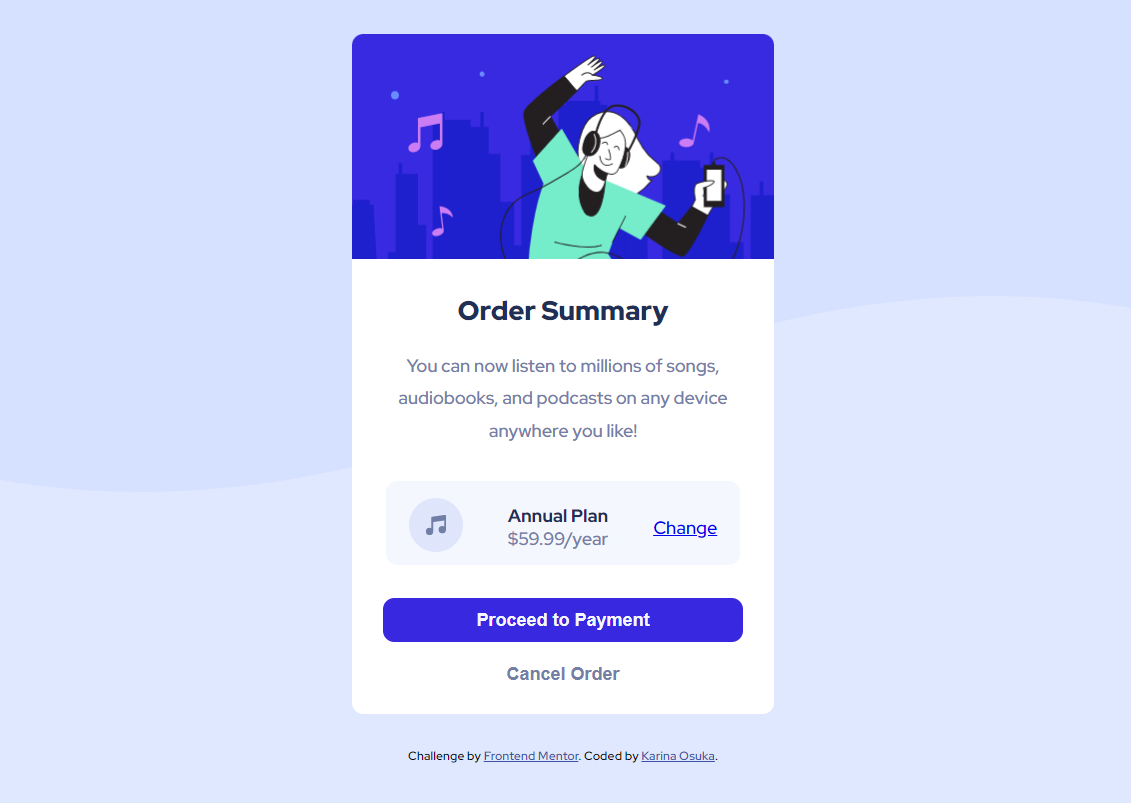 Order Summary
You can now listen to millions of songs,
audiobooks, and podcasts on any device
anywhere you like!
Annual Plan
$59.99/year
Change
Proceed to Payment
Cancel Order
Challenge by Frontend Mentor. Coded by Karina Osuka.